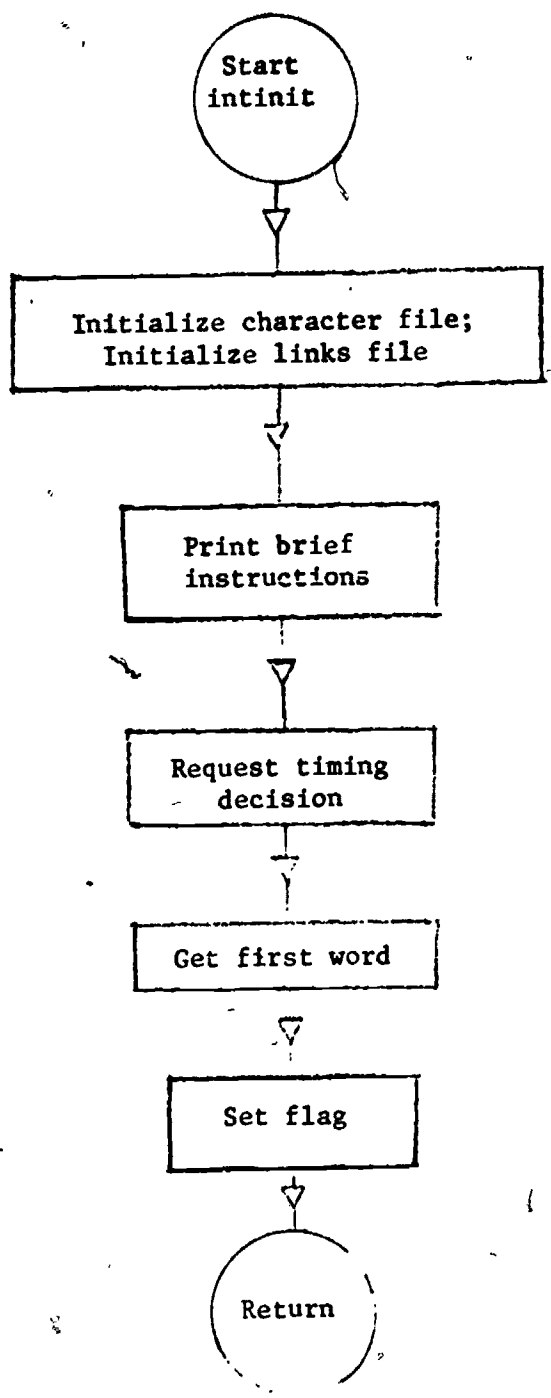 Start
intinit
Initialize character file;
Initialize links file
Print brief
instructions
Request timing
decision
Get first word
Set flag
Return